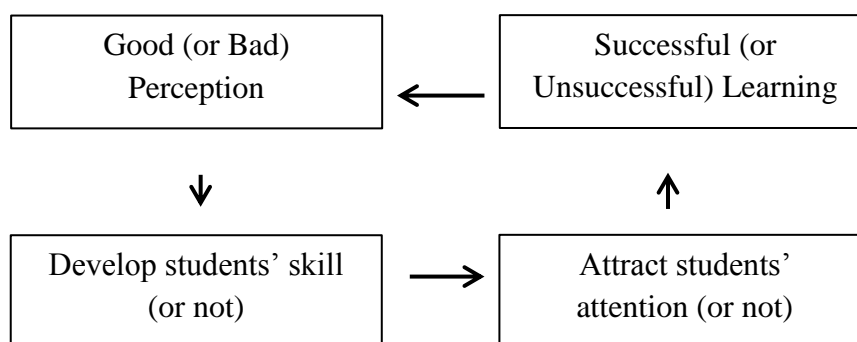 Good (or Bad)
Perception
Successful (or
Unsuccessful) Learning
Develop students’ skill
(or not)
Attract students’
attention (or not)